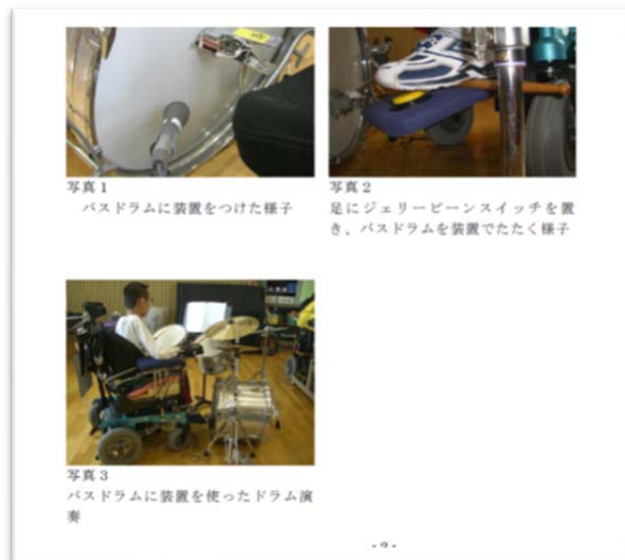 写真1
バスドラムに装置をつけた様子
写真2
足にジェリービーンスイッチを置
き、バスドラムを装置でたたく様子
写真3
バスドラムに装置を使ったドラム演
奏